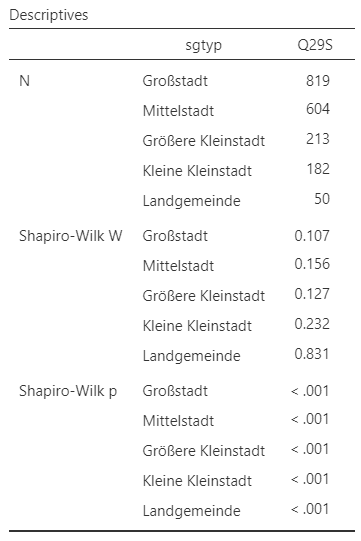 Descriptives
sgtyp Q29S
N Großstadt 819
Mittelstadt 604
Größere Kleinstadt 213
Kleine Kleinstadt 182
Landgemeinde 50
Shapiro-Wilk W Großstadt 0.107
Mittelstadt 0.156
Größere Kleinstadt 0.127
Kleine Kleinstadt 0.232
Landgemeinde 0.831
Shapiro-Wilk p Großstadt < .001
Mittelstadt < .001
Größere Kleinstadt < .001
Kleine Kleinstadt < .001
Landgemeinde < .001